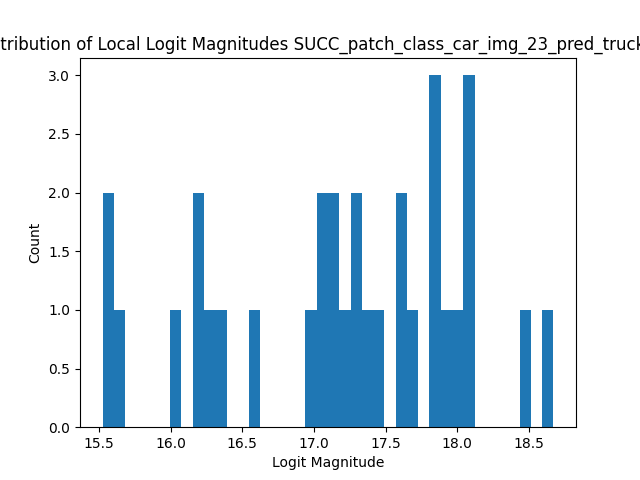 tribution of Local Logit Magnitudes SUCC_patch_class_car_img_23_pred_truck
3.0
2.5
2.0
1.5
1.0
0.5
0.0
Count
15.5 16.0 16.5 17.0 17.5 18.0 18.5
Logit Magnitude